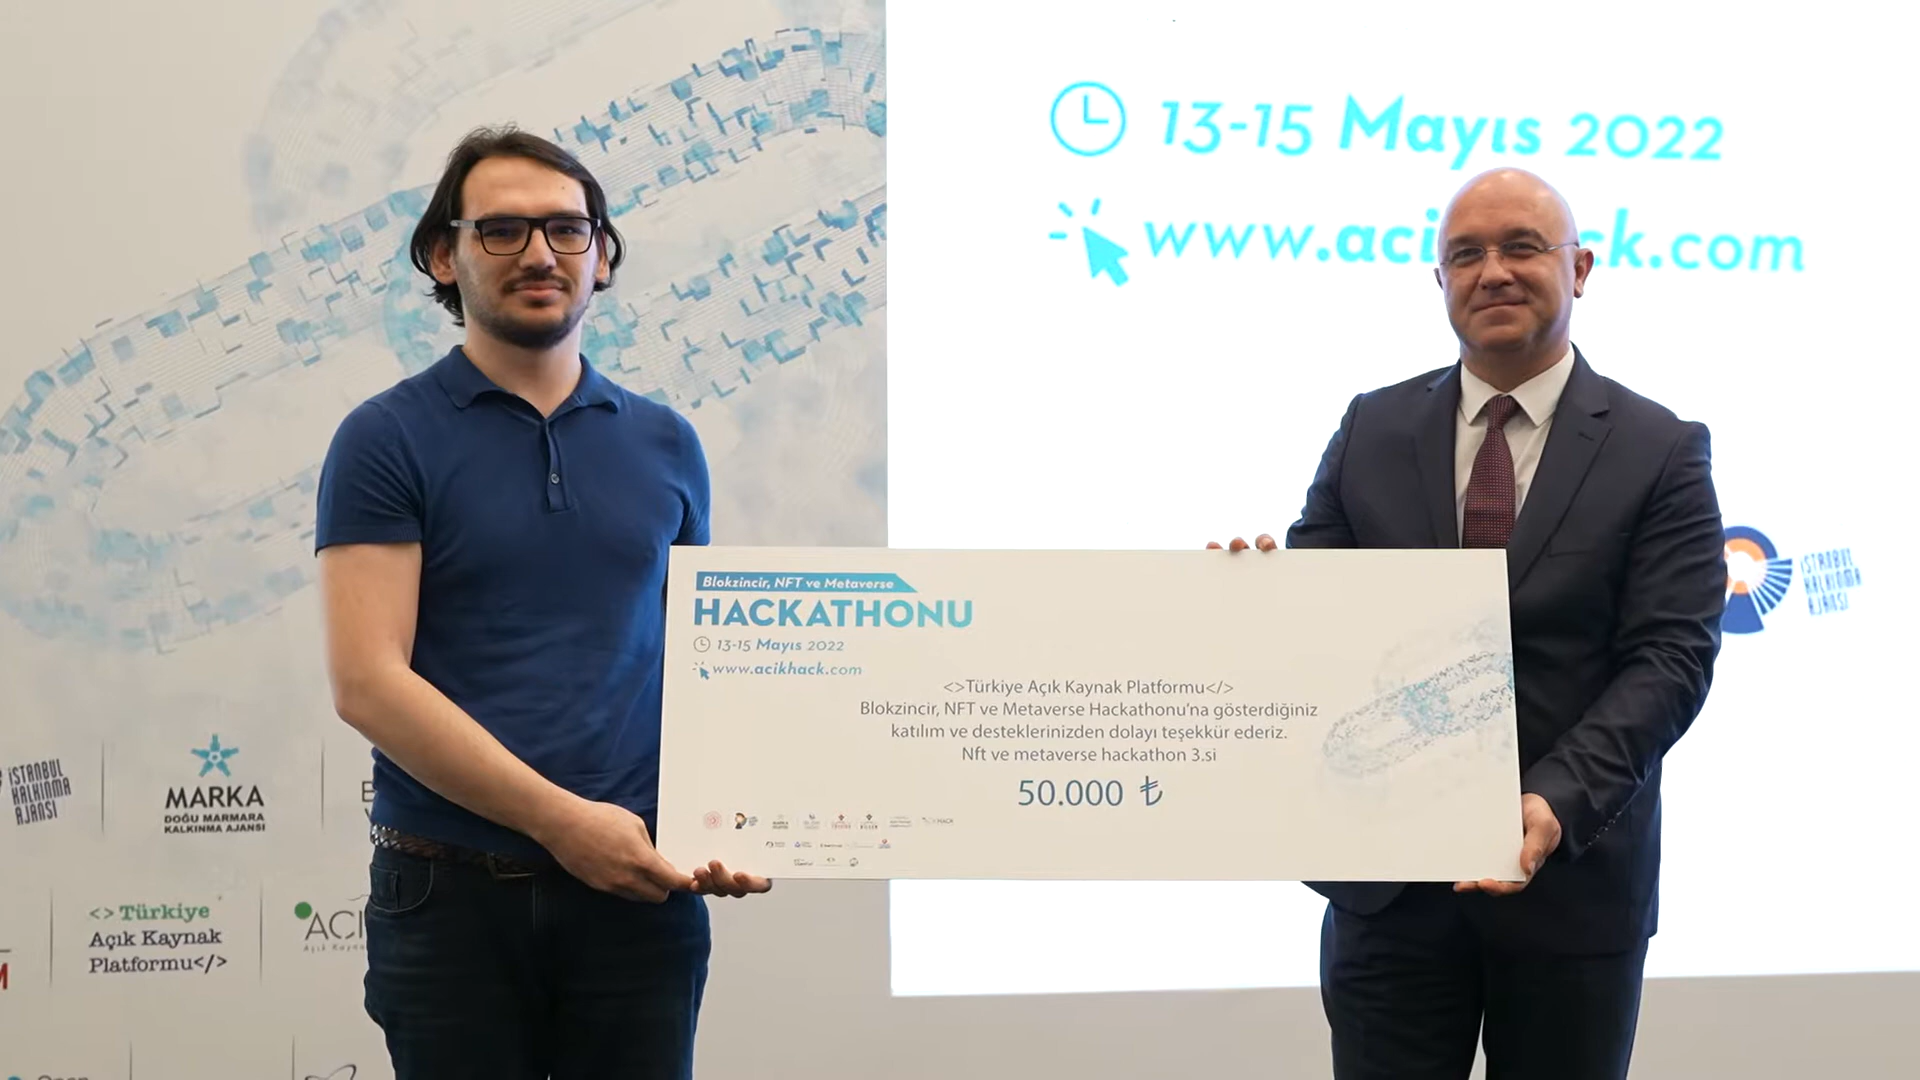 13-15 Mayıs 2022
www.aci ck.com
İSTANBUL
KALKINMA
AJANSI
Blokzincir, NFT ve Metaverse
HACKATHONU
13-15 Mayıs 2022
www.acikhack.com
<>Türkiye Açık Kaynak Platformu</>
Blokzincir, NFT ve Metaverse Hackathonu'na gösterdiğiniz
katılım ve desteklerinizden dolayı teşekkür ederiz.
Nft ve metaverse hackathon 3.si
50.000 ₺
İSTANBUL
KALKINMA
AJANSI
MARKA
DOĞU MARMARA
KALKINMA AJANSI
<> Türkiye
Açık Kaynak
Platformu</>
AÇI
Açık Kayna